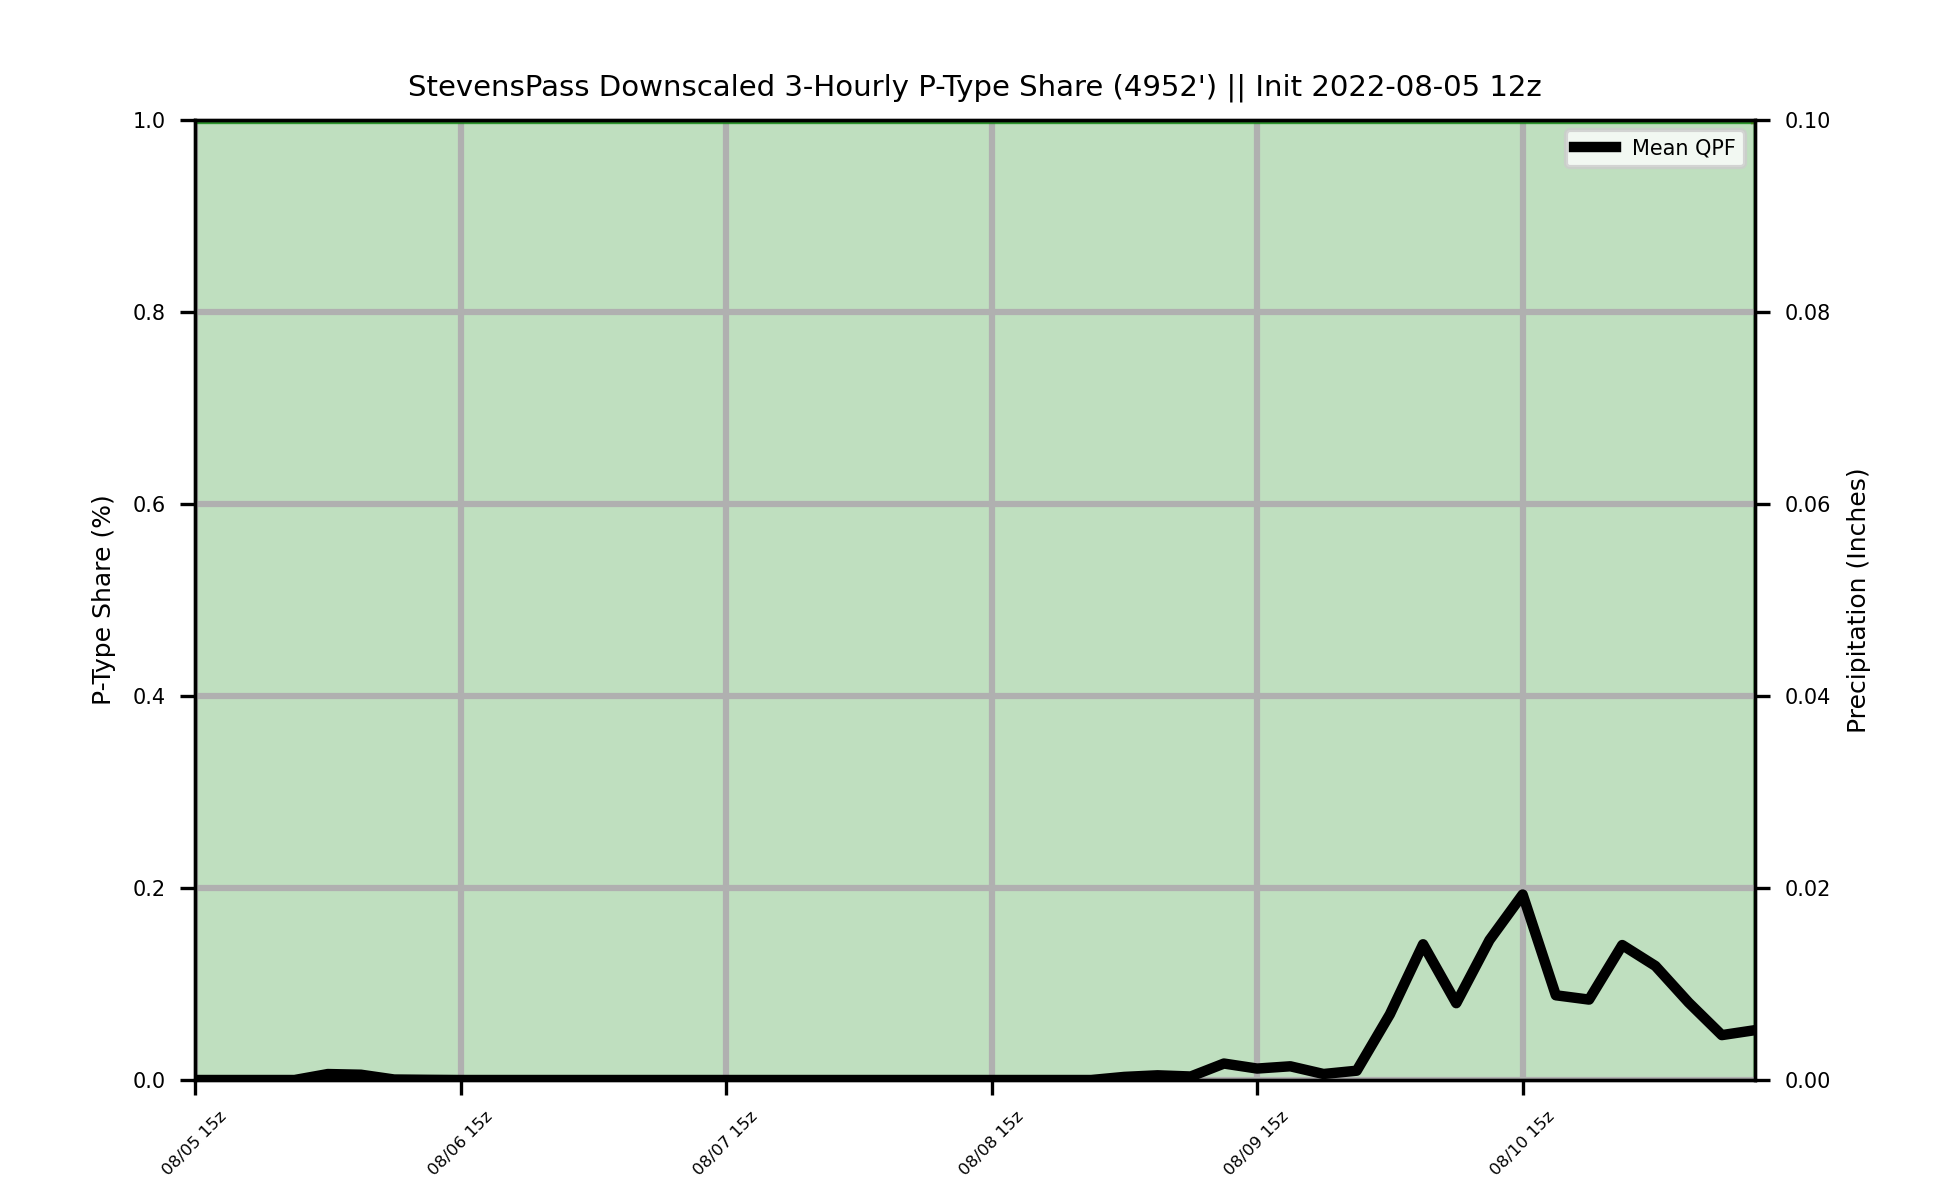 StevensPass Downscaled 3-Hourly P-Type Share (4952') || Init 2022-08-05 12z
Mean QPF
P-Type Share (%)
1.0
0.8
0.6
0.4
0.2
0.0
0.10
0.08
0.06
0.04
0.02
0.00
Precipitation (Inches)
08/05 15z
08/06 15z
08/07 15z
08/08 15z
08/09 15z
08/10 15z